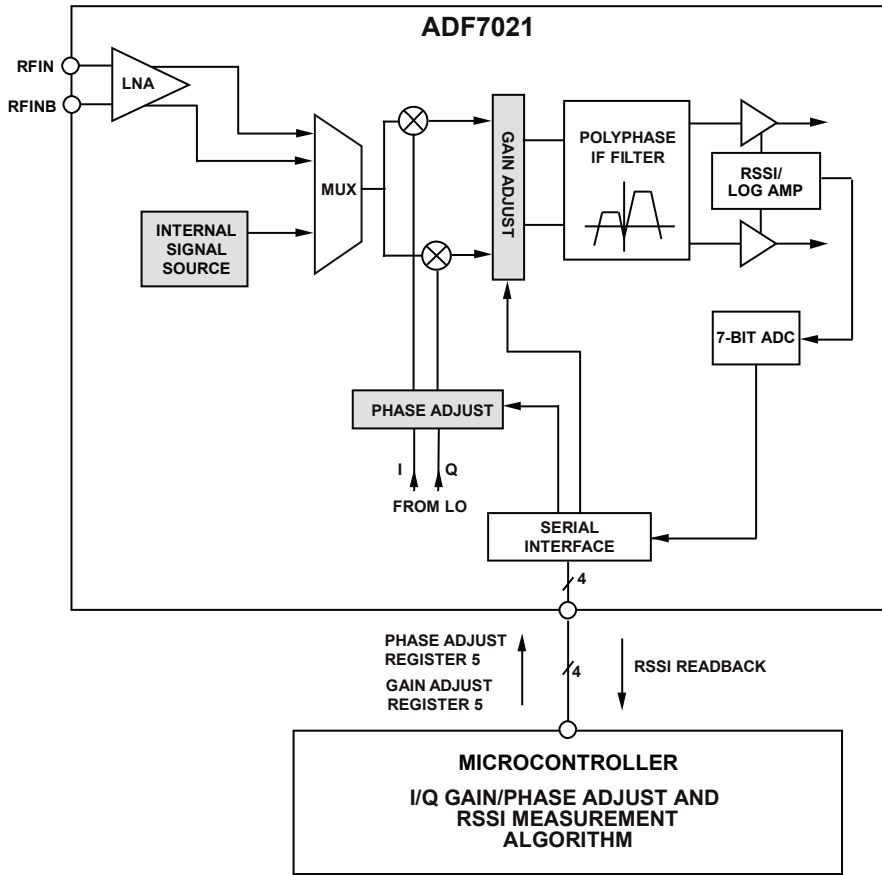 ADF7021
RFIN
RFINB
LNA
MUX
INTERNAL
SIGNAL
SOURCE
GAIN ADJUST
POLYPHASE
IF FILTER
RSSI/
LOG AMP
7-BIT ADC
PHASE ADJUST
I
Q
FROM LO
SERIAL
INTERFACE
4
PHASE ADJUST
REGISTER 5
GAIN ADJUST
REGISTER 5
4
RSSI READBACK
MICROCONTROLLER
I/Q GAIN/PHASE ADJUST AND
RSSI MEASUREMENT
ALGORITHM